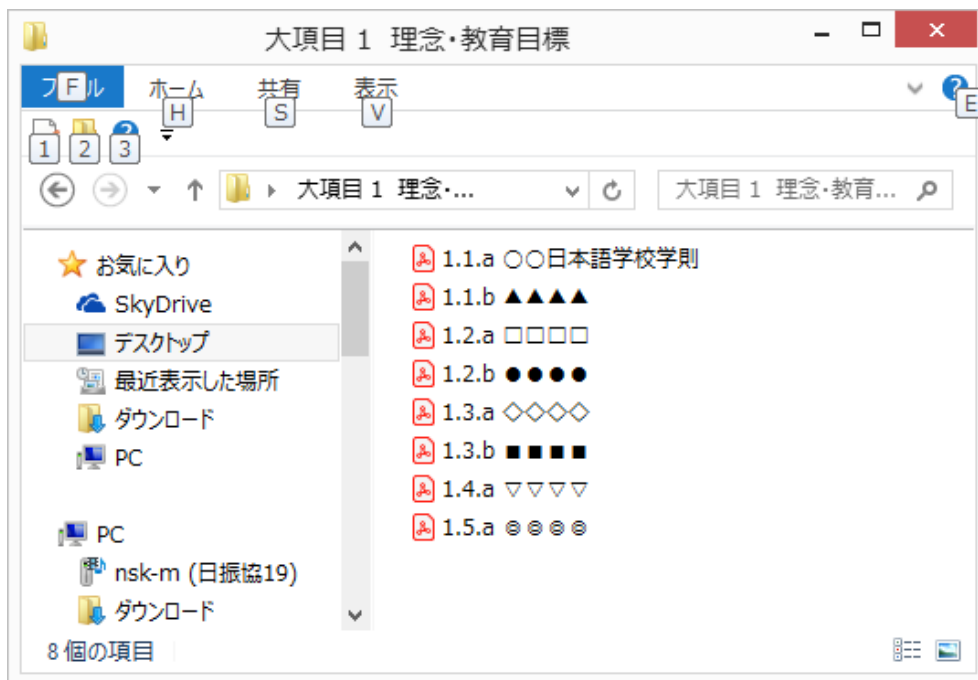 大項目 1 理念・教育目標
フ F ル ホーム 共有 表示
H S V E
1 2 3
大項目 1 理念・... 大項目 1 理念・教育...
お気に入り
SkyDrive
デスクトップ
最近表示した場所
ダウンロード
PC
PC
nsk-m (日振協19)
ダウンロード
1.1.a ○○日本語学校学則
1.1.b ▲▲▲▲
1.2.a □□□□
1.2.b ●●●●
1.3.a ◇◇◇◇
1.3.b ■■■■
1.4.a ▽▽▽▽
1.5.a ◎◎◎◎
8 個の項目